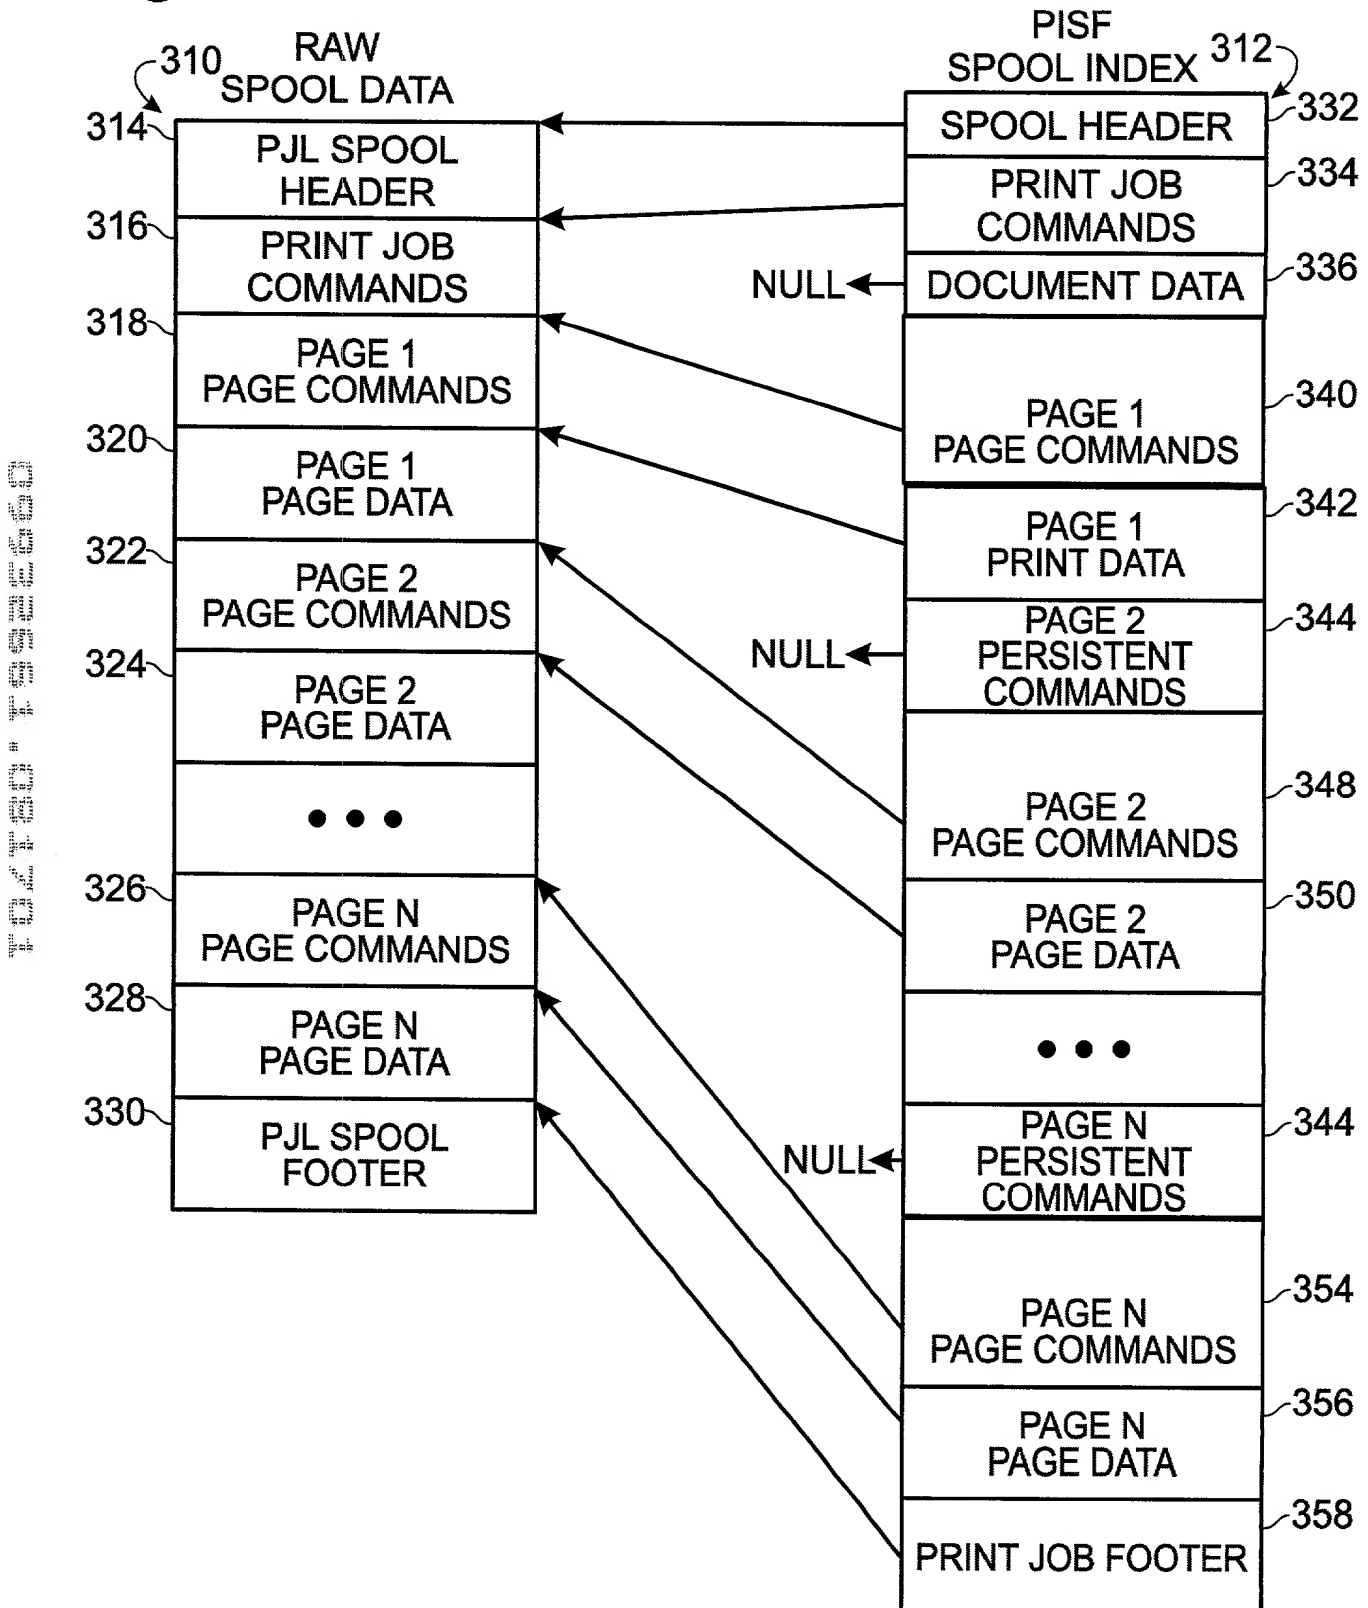 RAW
SPOOL DATA
310
314
PJL SPOOL
HEADER
316
PRINT JOB
COMMANDS
318
PAGE 1
PAGE COMMANDS
320
PAGE 1
PAGE DATA
322
PAGE 2
PAGE COMMANDS
324
PAGE 2
PAGE DATA
• • •
326
PAGE N
PAGE COMMANDS
328
PAGE N
PAGE DATA
330
PJL SPOOL
FOOTER
PISF
SPOOL INDEX
312
SPOOL HEADER
332
PRINT JOB
COMMANDS
334
NULL
DOCUMENT DATA
336
PAGE 1
PAGE COMMANDS
340
PAGE 1
PRINT DATA
342
NULL
PAGE 2
PERSISTENT
COMMANDS
344
PAGE 2
PAGE COMMANDS
348
PAGE 2
PAGE DATA
350
• • •
NULL
PAGE N
PERSISTENT
COMMANDS
344
PAGE N
PAGE COMMANDS
354
PAGE N
PAGE DATA
356
PRINT JOB FOOTER
358